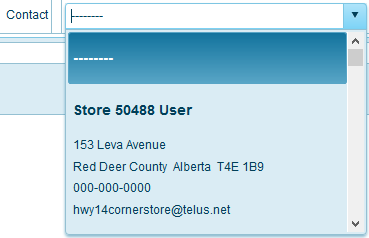 Contact --------
--------
Store 50488 User
153 Leva Avenue
Red Deer County Alberta T4E 1B9
000-000-0000
hwy14cornerstore@telus.net